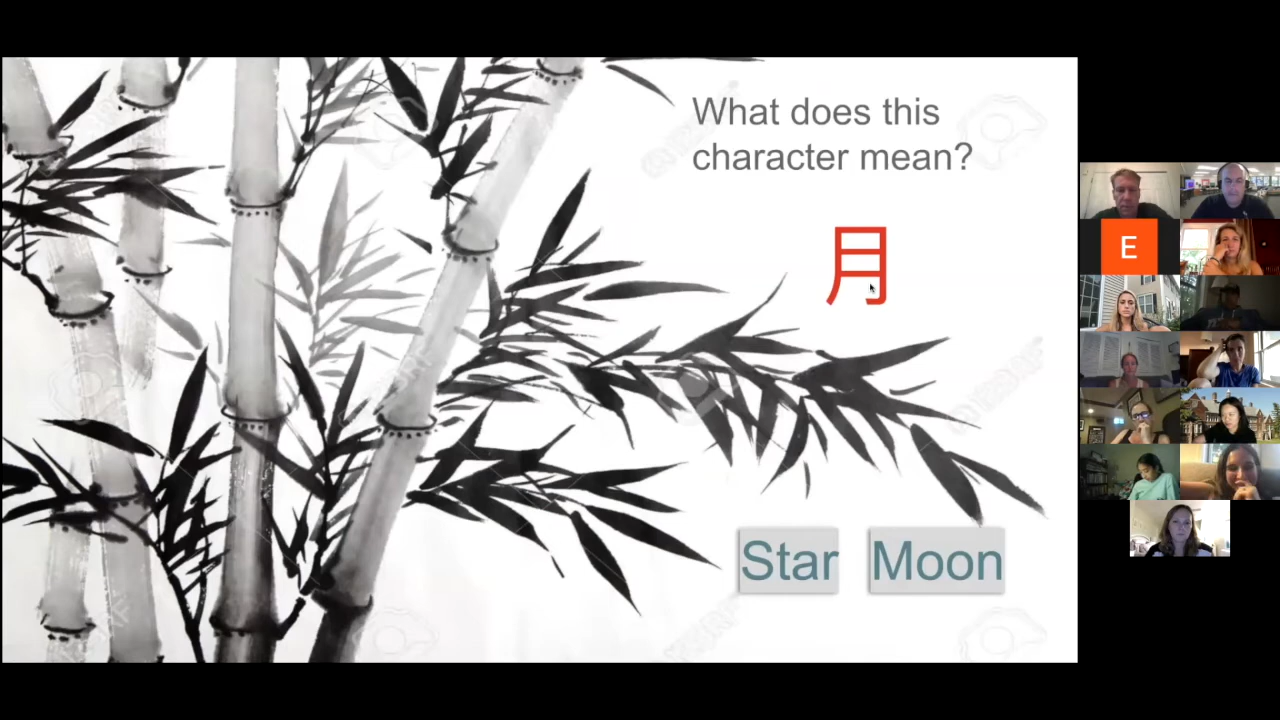 What does this
character mean?
月
Star Moon
E